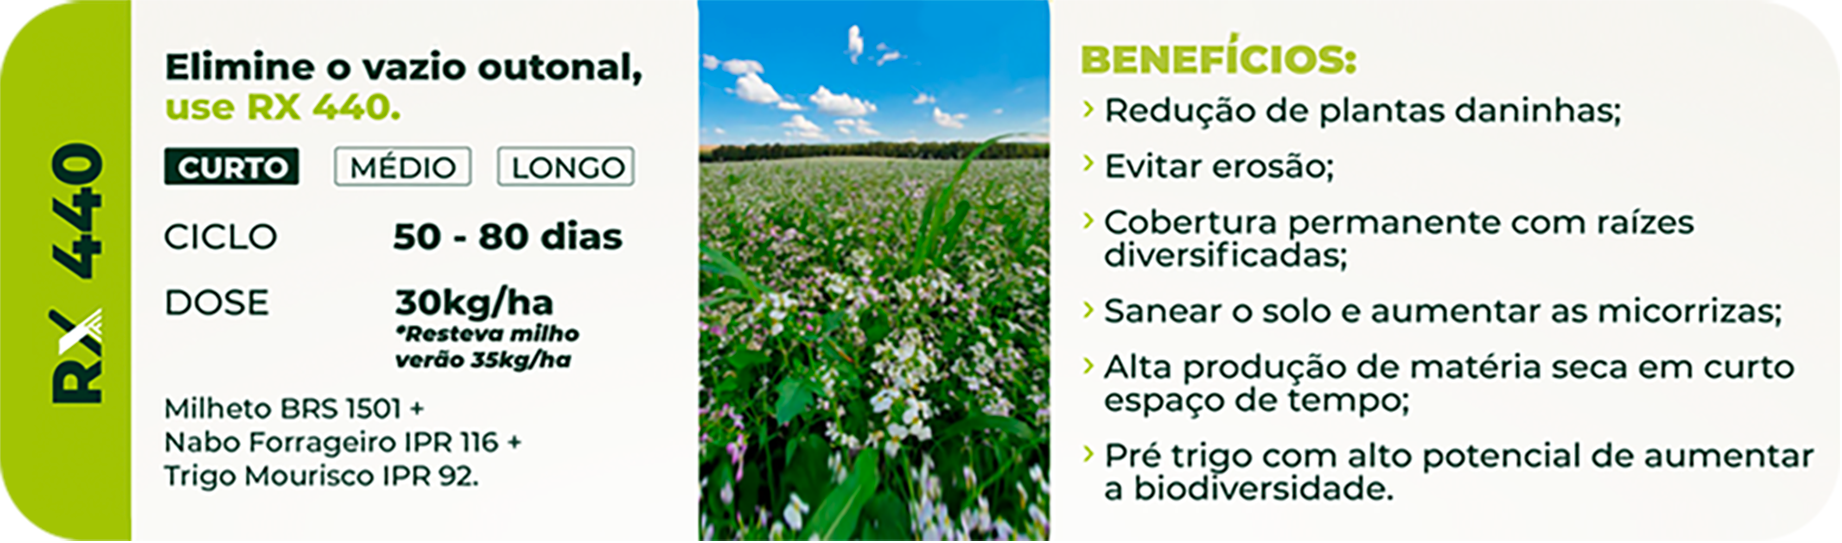 RX 440
Elimine o vazio outonal,
use RX 440.
CURTO MÉDIO LONGO
CICLO 50 - 80 dias
DOSE 30kg/ha
*Resteva milho
verão 35kg/ha
Milheto BRS 1501 +
Nabo Forrageiro IPR 116 +
Trigo Mourisco IPR 92.
BENEFÍCIOS:
› Redução de plantas daninhas;
› Evitar erosão;
› Cobertura permanente com raízes
diversificadas;
› Sanear o solo e aumentar as micorrizas;
› Alta produção de matéria seca em curto
espaço de tempo;
› Pré trigo com alto potencial de aumentar
a biodiversidade.